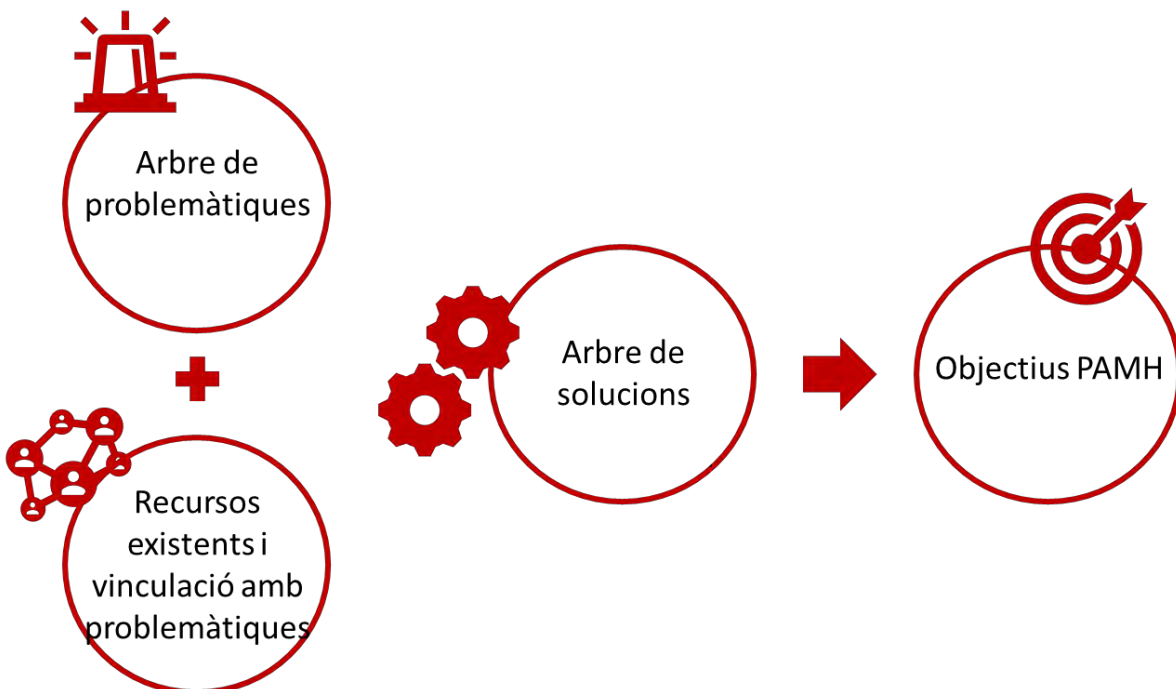 Arbre de
problemàtiques
Recursos
existents i
vinculació amb
problemàtiques
Arbre de
solucions
Objectius PAMH